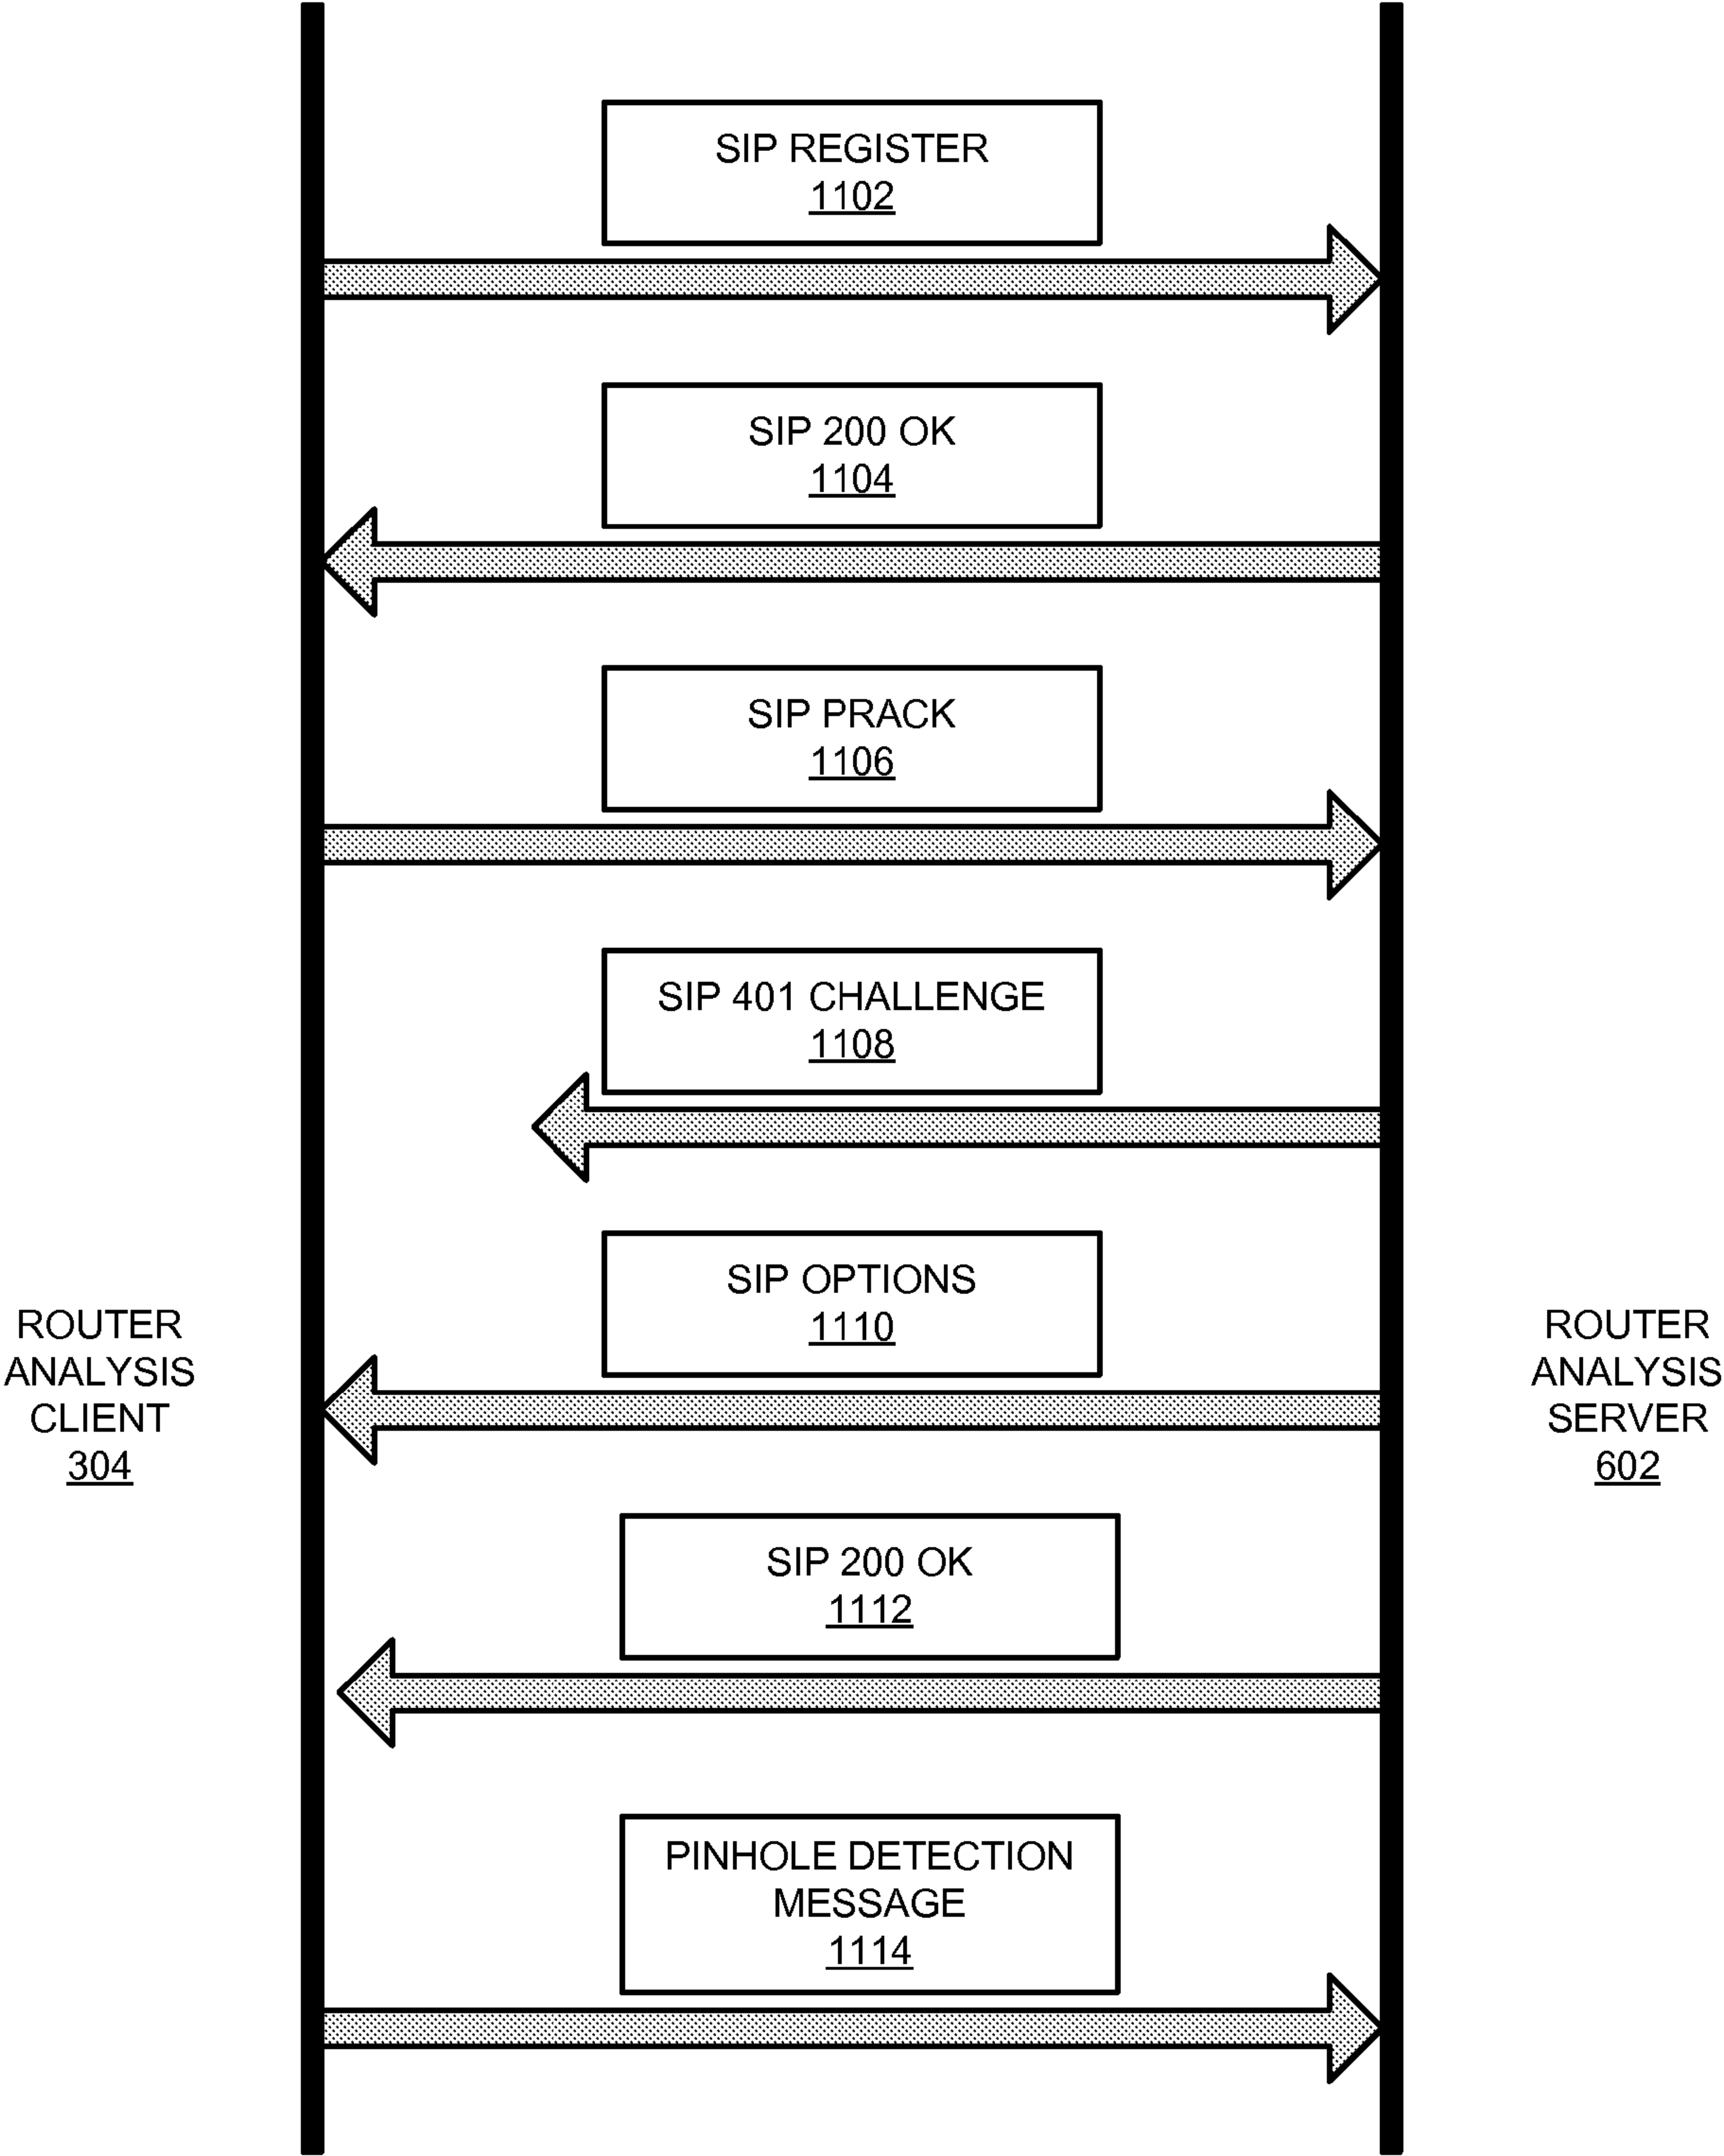 SIP REGISTER
1102
SIP 200 OK
1104
SIP PRACK
1106
SIP 401 CHALLENGE
1108
SIP OPTIONS
1110
ROUTER
ANALYSIS
CLIENT
304
ROUTER
ANALYSIS
SERVER
602
SIP 200 OK
1112
PINHOLE DETECTION
MESSAGE
1114